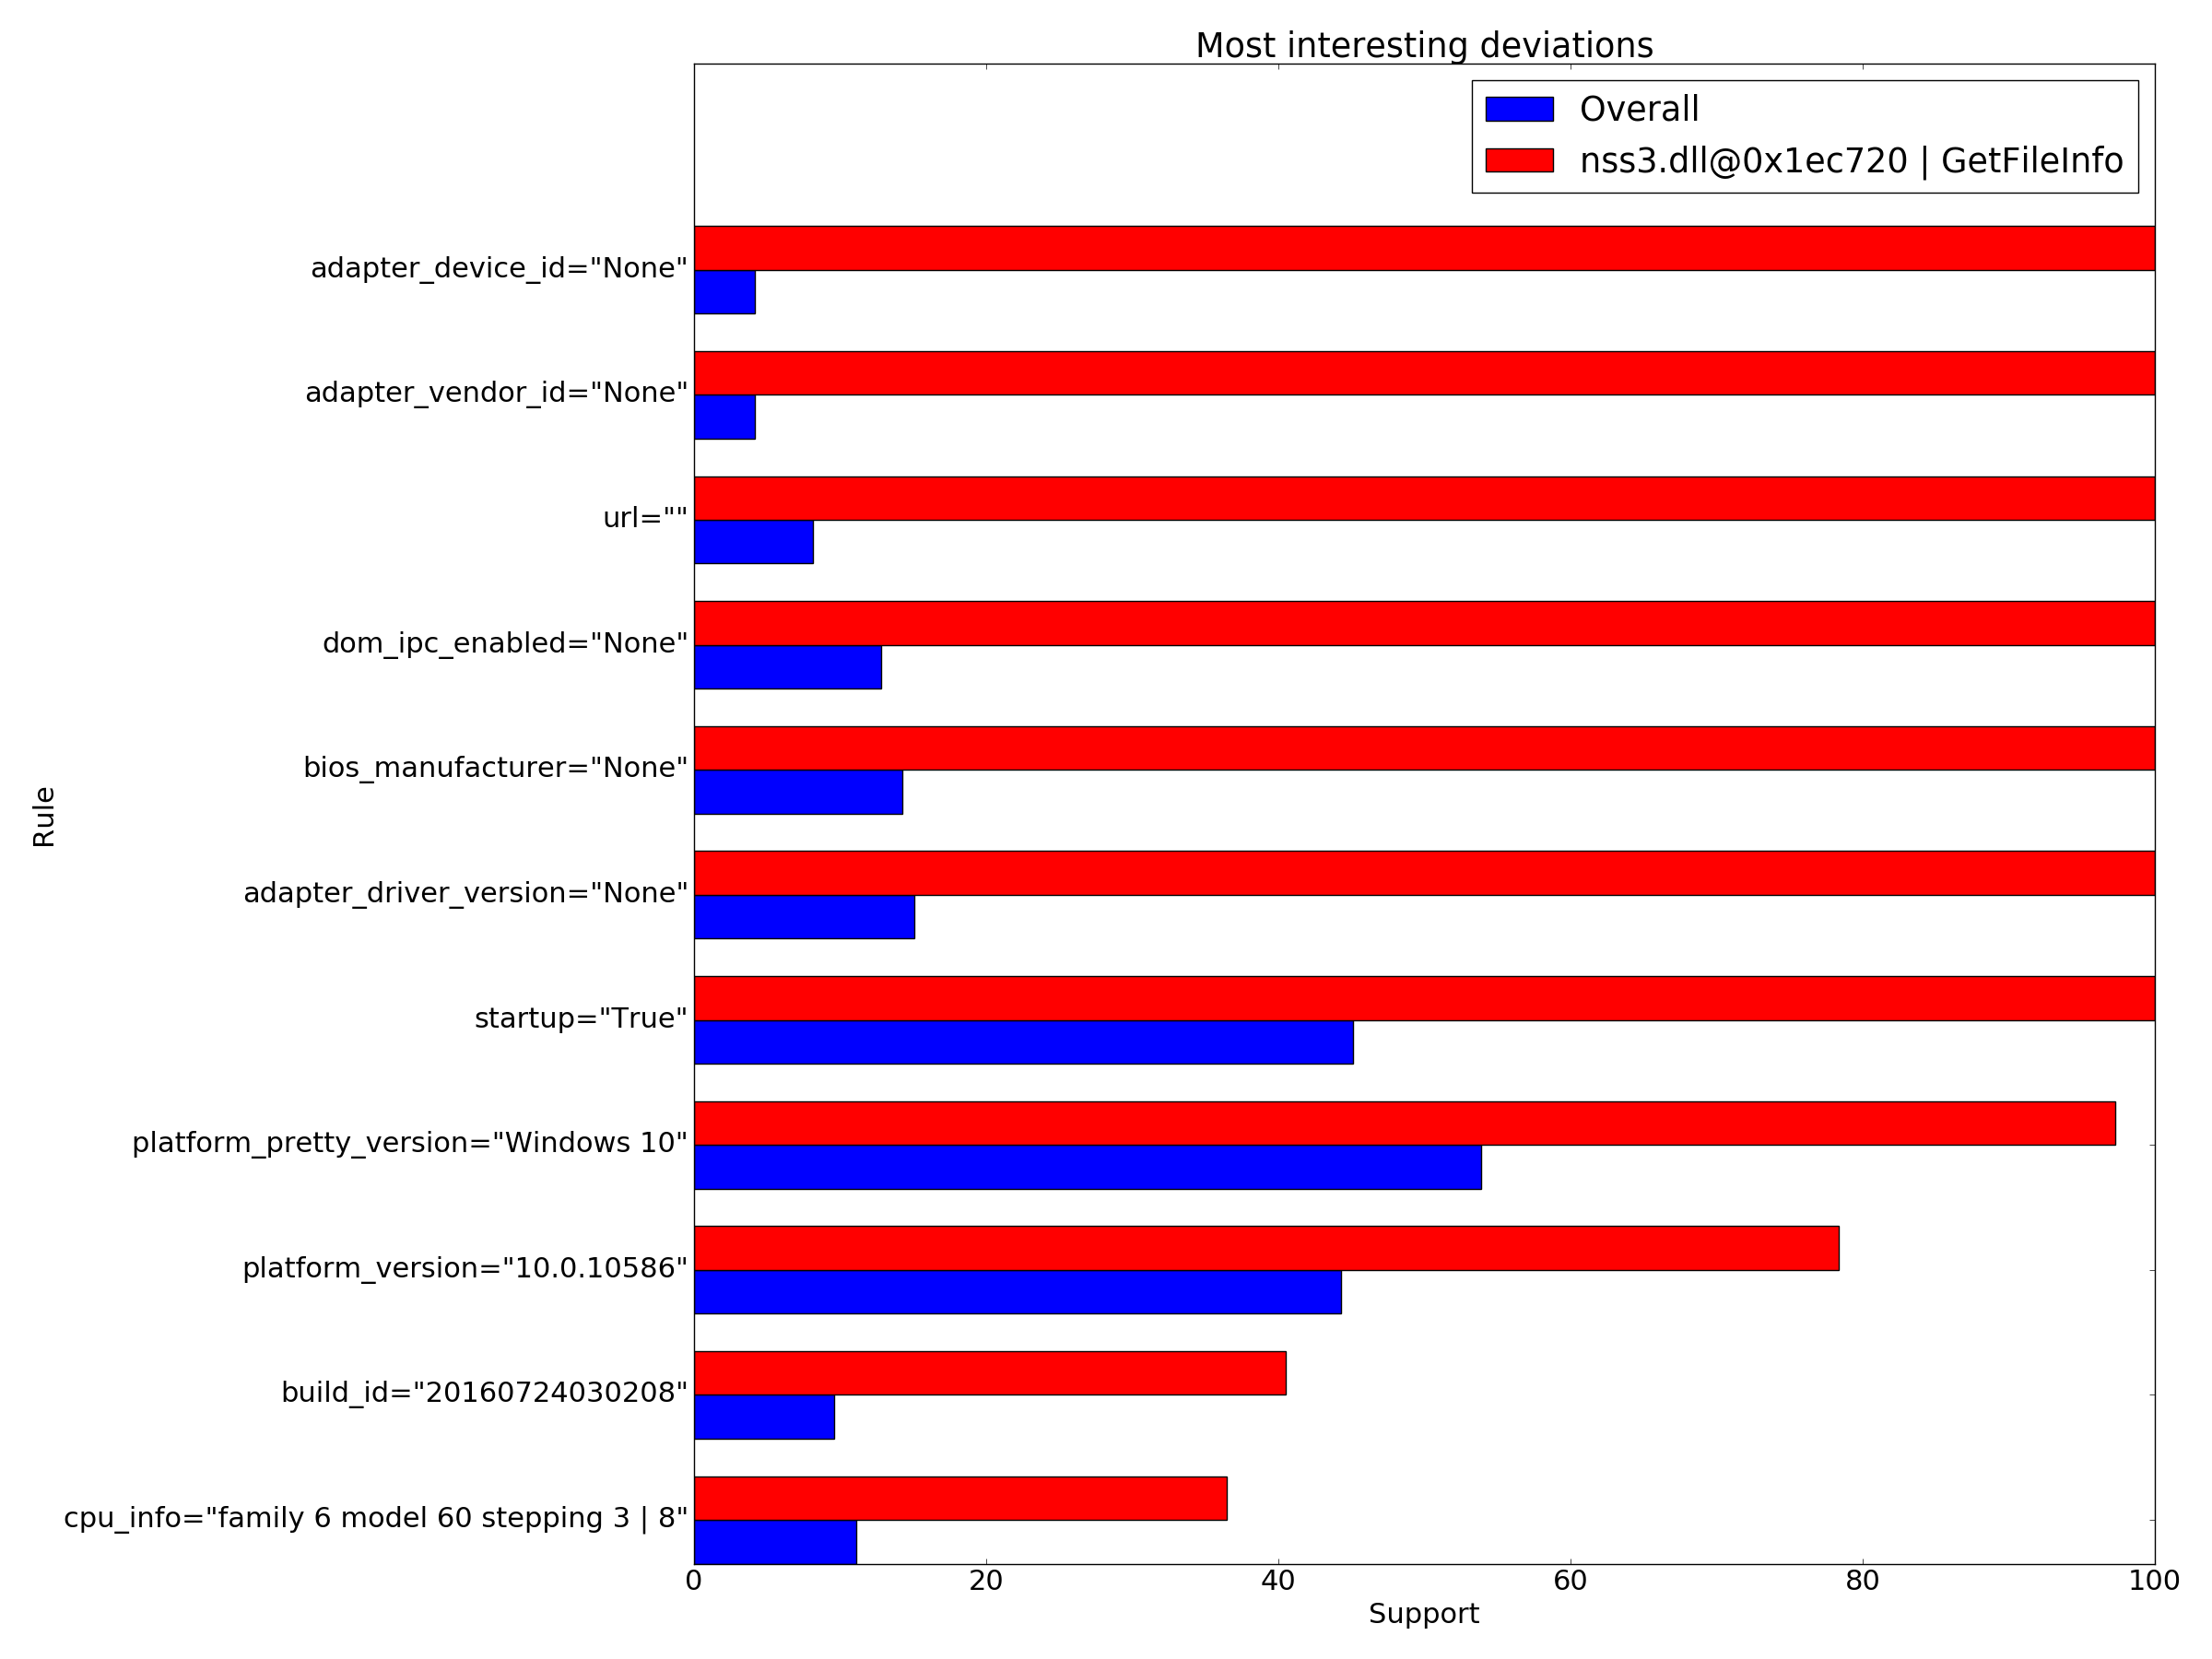 Most interesting deviations
Overall
nss3.dll@0x1ec720 | GetFileInfo
adapter_device_id="None"
adapter_vendor_id="None"
url=""
dom_ipc_enabled="None"
bios_manufacturer="None"
Rule
adapter_driver_version="None"
startup="True"
platform_pretty_version="Windows 10"
platform_version="10.0.10586"
build_id="20160724030208"
cpu_info="family 6 model 60 stepping 3 | 8"
0 20 40 60 80 100
Support